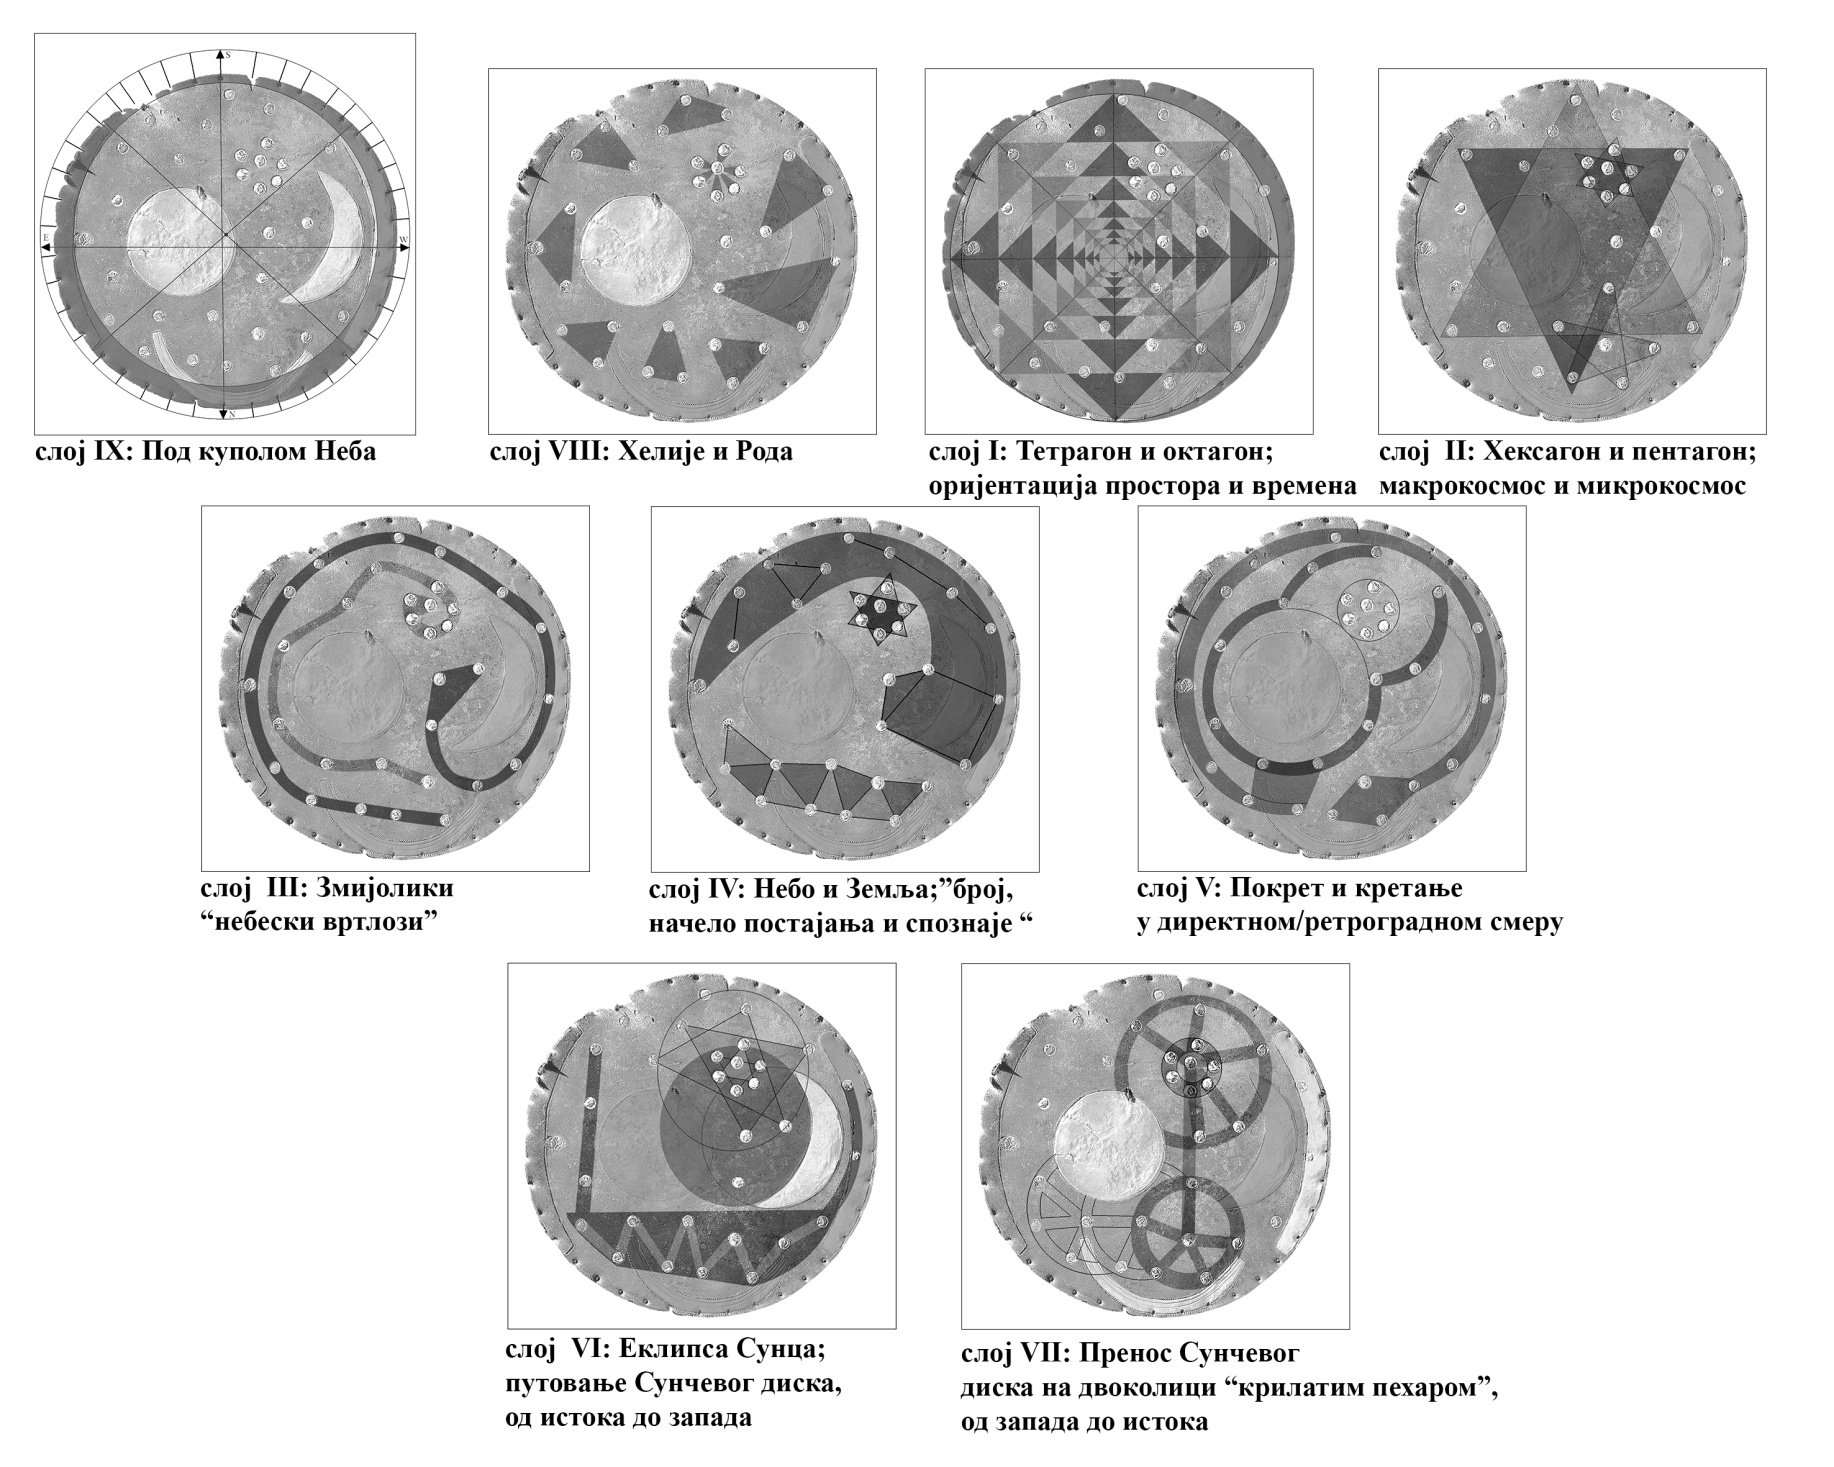 S
E
W
N
слој IX: Под куполом Неба
слој VIII: Хелије и Рода
слој I: Тетрагон и октагон;
оријентација простора и времена
слој II: Хексагон и пентагон;
макрокосмос и микрокосмос
слој III: Змијолики
“небески вртлози”
слој IV: Небо и Земља;”број,
начело постајања и спознаје “
слој V: Покрет и кретање
у директном/ретроградном смеру
слој VI: Еклипса Сунца;
путовање Сунчевог диска,
од истока до запада
слој VII: Пренос Сунчевог
диска на двоколици “крилатим пехаром”,
од запада до истока